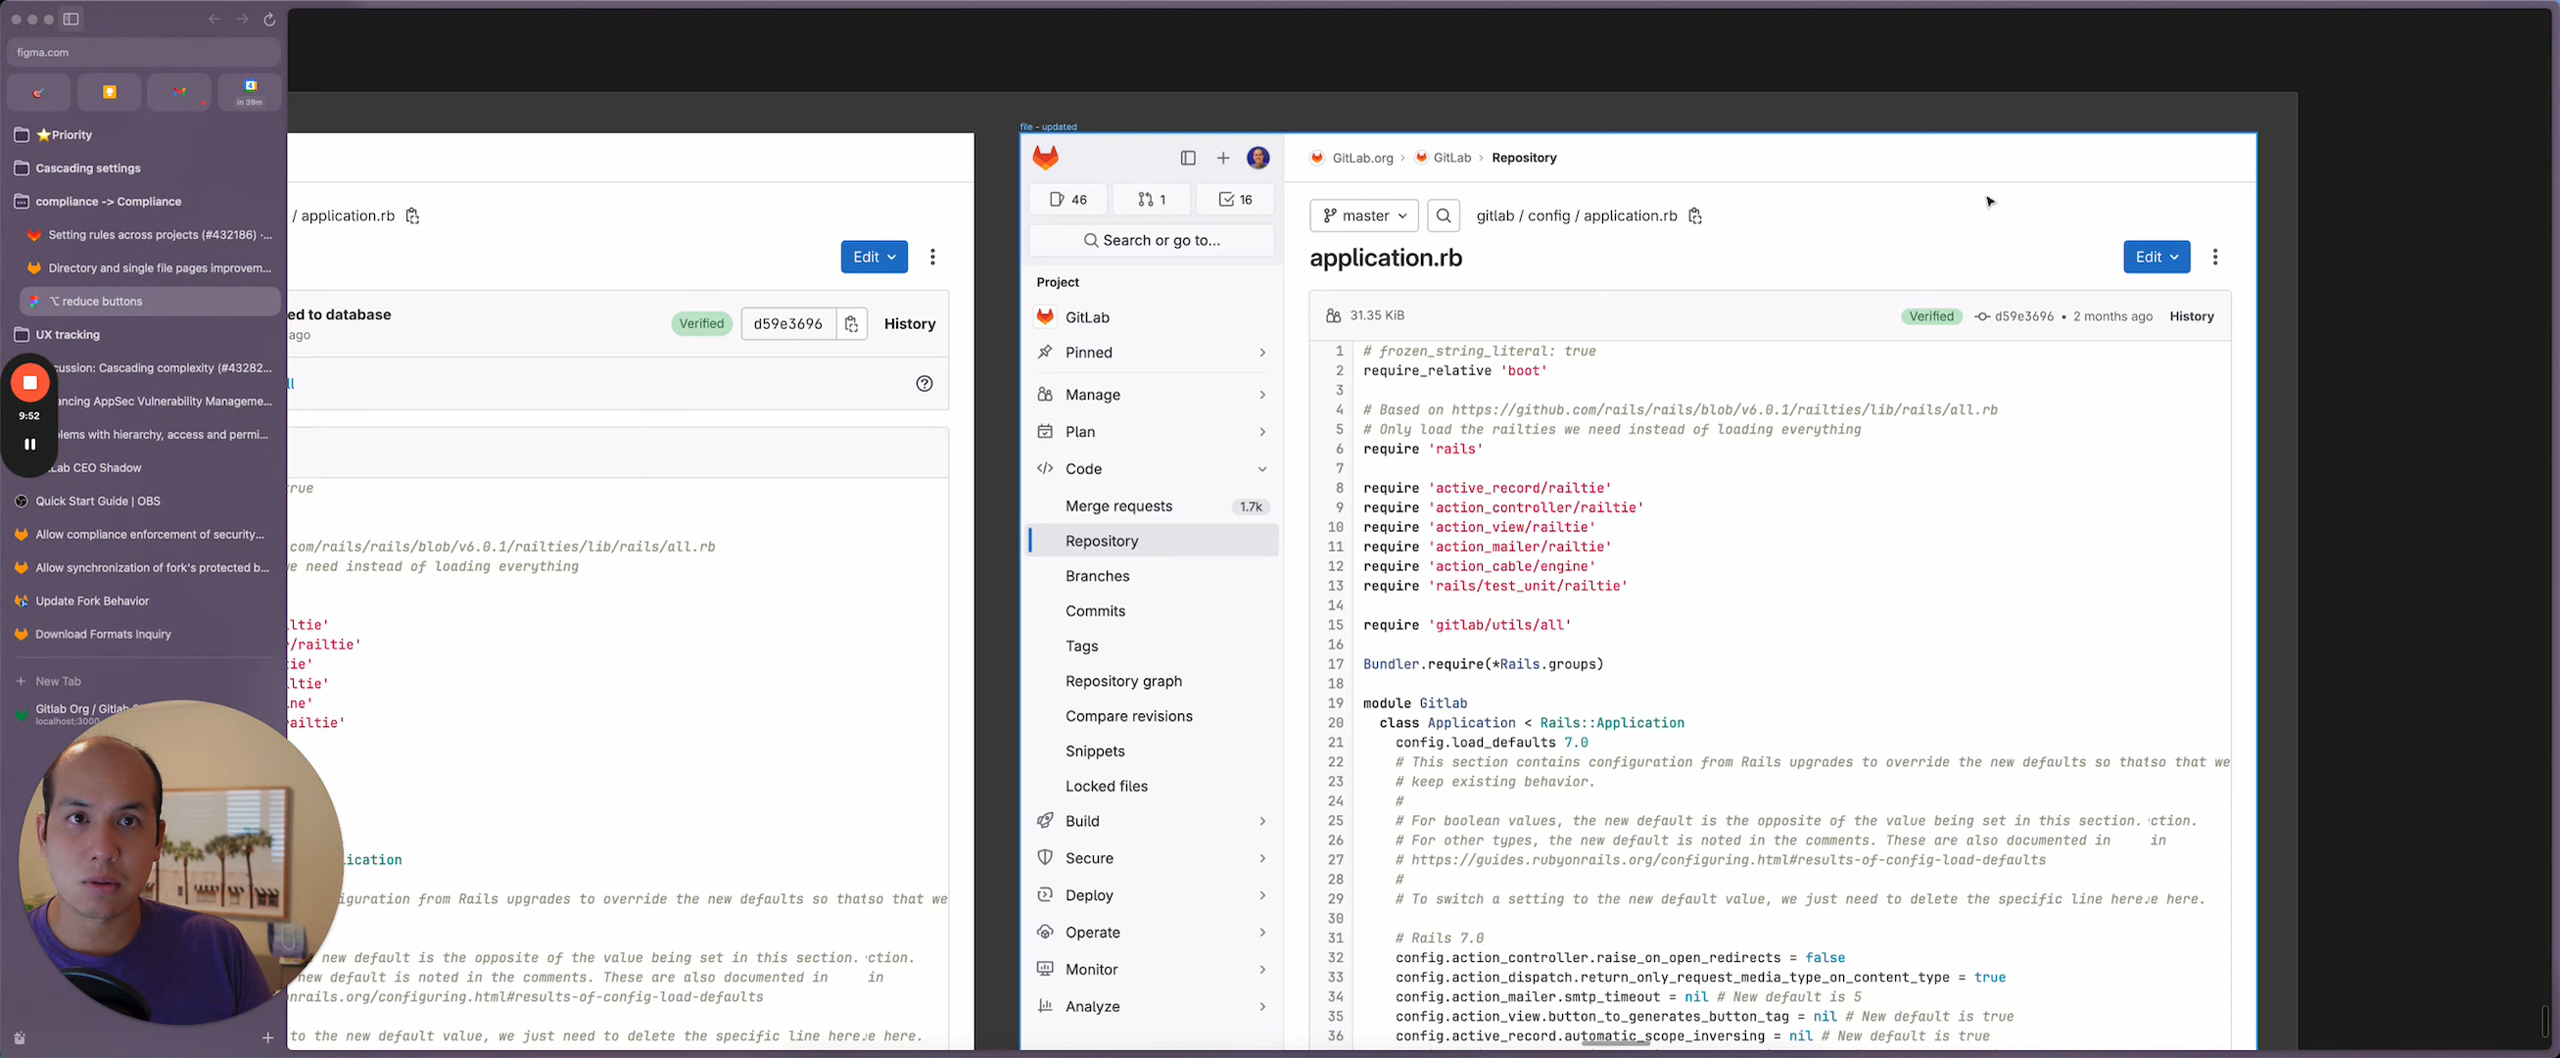 figma.com
in 39m
⭐Priority
Cascading settings
compliance -> Compliance
Setting rules across projects (#432186) ·...
Directory and single file pages improvem...
⌥ reduce buttons
UX tracking
cussion: Cascading complexity (#43282...
ancing AppSec Vulnerability Manageme...
olems with hierarchy, access and permi...
Lab CEO Shadow
Quick Start Guide | OBS
Allow compliance enforcement of security...
Allow synchronization of fork's protected b...
Update Fork Behavior
Download Formats Inquiry
New Tab
Gitlab Org / Gitlab
localhost:3000
9:52
/ application.rb
Edit
ed to database
ago
Verified
d59e3696
History
ll
rue
com/rails/rails/blob/v6.0.1/railties/lib/rails/all.rb
e need instead of loading everything
ltie'
r/railtie'
tie'
ltie'
ne'
railtie'
lication
iguration from Rails upgrades to override the new defaults so thatso that we
new default is the opposite of the value being set in this section. ction.
new default is noted in the comments. These are also documented in in
onrails.org/configuring.html#results-of-config-load-defaults
to the new default value, we just need to delete the specific line here.e here.
file - updated
46
1
16
Search or go to...
Project
GitLab
Pinned
Manage
Plan
Code
Merge requests 1.7k
Repository
Branches
Commits
Tags
Repository graph
Compare revisions
Snippets
Locked files
Build
Secure
Deploy
Operate
Monitor
Analyze
GitLab.org › GitLab › Repository
master
gitlab / config / application.rb
application.rb
Edit
31.35 KiB
Verified
d59e3696 • 2 months ago
History
1 # frozen_string_literal: true
2 require_relative 'boot'
3
4 # Based on https://github.com/rails/rails/blob/v6.0.1/railties/lib/rails/all.rb
5 # Only load the railties we need instead of loading everything
6 require 'rails'
7
8 require 'active_record/railtie'
9 require 'action_controller/railtie'
10 require 'action_view/railtie'
11 require 'action_mailer/railtie'
12 require 'action_cable/engine'
13 require 'rails/test_unit/railtie'
14
15 require 'gitlab/utils/all'
16
17 Bundler.require(*Rails.groups)
18
19 module Gitlab
20 class Application < Rails::Application
21 config.load_defaults 7.0
22 # This section contains configuration from Rails upgrades to override the new defaults so thatso that we
23 # keep existing behavior.
24 #
25 # For boolean values, the new default is the opposite of the value being set in this section. ction.
26 # For other types, the new default is noted in the comments. These are also documented in in
27 # https://guides.rubyonrails.org/configuring.html#results-of-config-load-defaults
28 #
29 # To switch a setting to the new default value, we just need to delete the specific line here.e here.
30
31 # Rails 7.0
32 config.action_controller.raise_on_open_redirects = false
33 config.action_dispatch.return_only_request_media_type_on_content_type = true
34 config.action_mailer.smtp_timeout = nil # New default is 5
35 config.action_view.button_to_generates_button_tag = nil # New default is true
36 config.active_record.automatic_scope_inversing = nil # New default is true